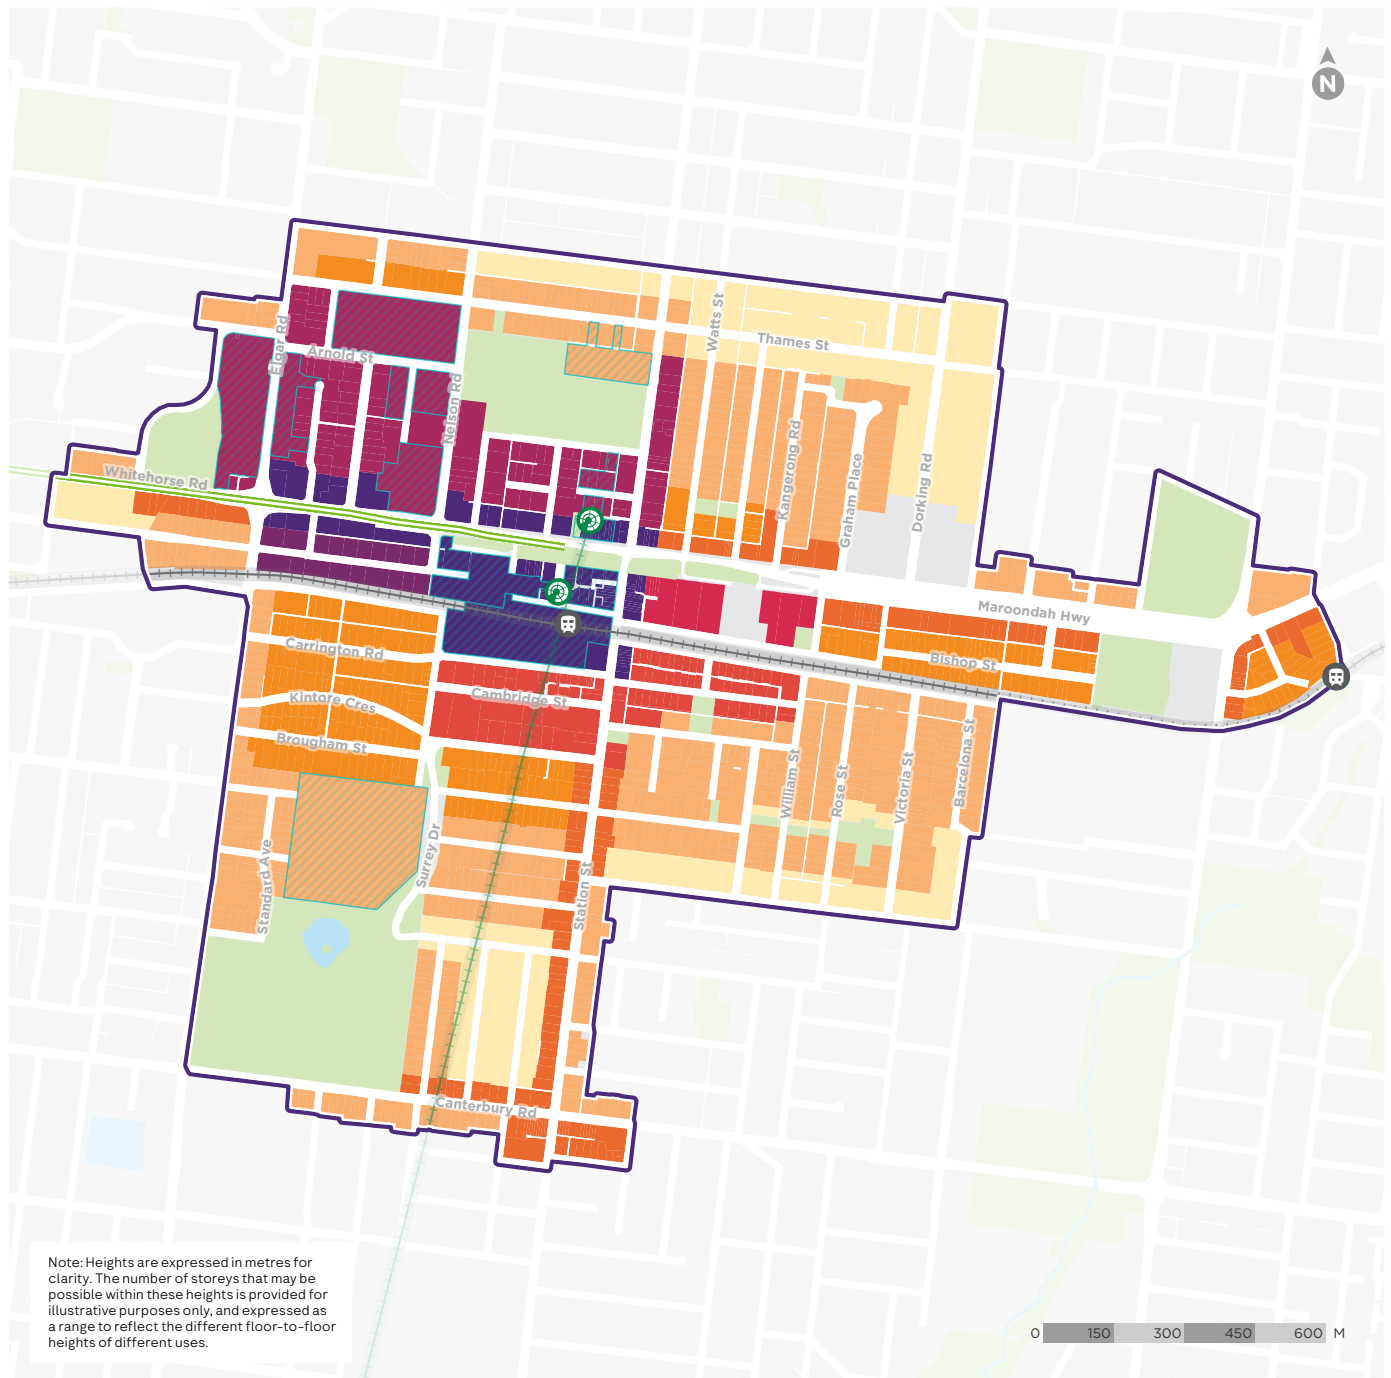 N
Watts St
Thames St
Elgar Rd
Arnold St
Nelson Rd
Kangerong Rd
Graham Place
Dorking Rd
Whitehorse Rd
Maroondah Hwy
Carrington Rd
Bishop St
Kintore Cres
Cambridge St
Brougham St
William St
Rose St
Victoria St
Barcelona St
Surrey Dr
Standard Ave
Station St
Canterbury Rd
Note: Heights are expressed in metres for
clarity. The number of storeys that may be
possible within these heights is provided for
illustrative purposes only, and expressed as
a range to reflect the different floor-to-floor
heights of different uses.
0 150 300 450 600 M